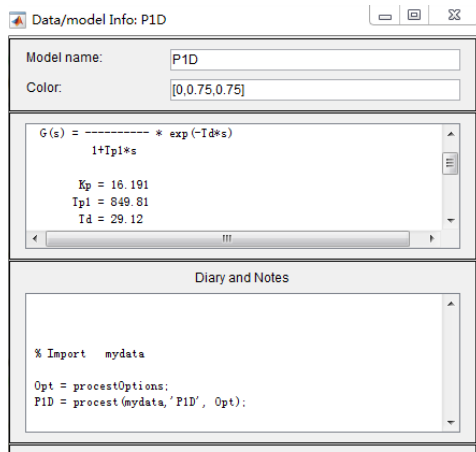 Data/model Info: P1D
Model name: P1D
Color: [0,0.75,0.75]
G(s) = ---------- * exp(-Td*s)
1+Tp1*s
Kp = 16.191
Tp1 = 849.81
Td = 29.12
Diary and Notes
% Import mydata
Opt = procestOptions;
P1D = procest(mydata,'P1D', Opt);